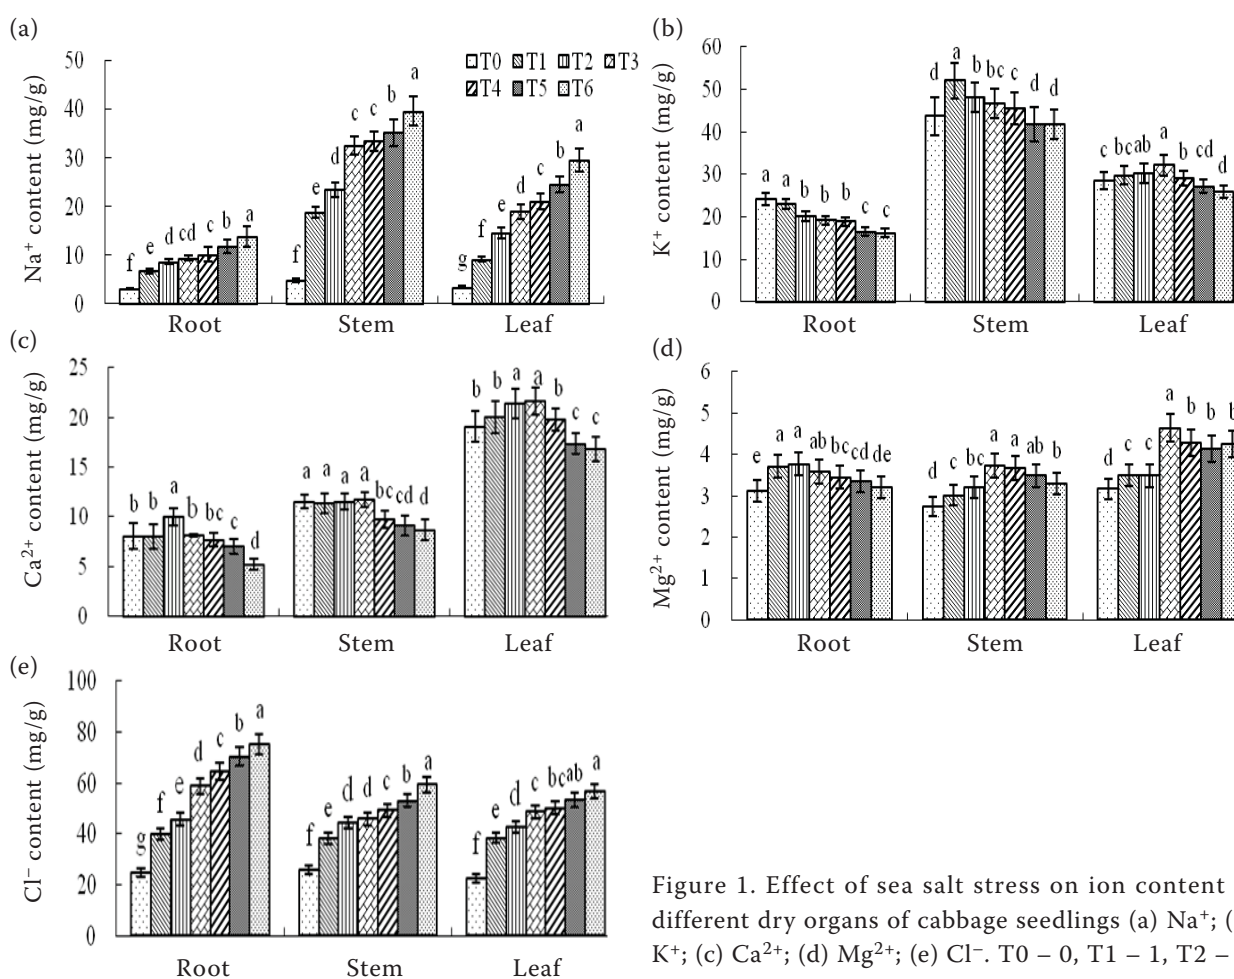 (a)
Na⁺ content (mg/g)
50
40
30
20
10
0
T0 T1 T2 T3
T4 T5 T6
f e d cd c b a
f e d c c b a
g f e d c b a
Root Stem Leaf
(b)
K⁺ content (mg/g)
60
50
40
30
20
10
0
a a b b b c c
d a b bc c d d
c bc ab a b cd d
Root Stem Leaf
(c)
Ca²⁺ content (mg/g)
25
20
15
10
5
0
b b a b bc c d
a a a a bc cd d
b b a a b c c
Root Stem Leaf
(d)
Mg²⁺ content (mg/g)
6
5
4
3
2
1
0
e a a ab bc cd de
d c bc a a ab b
d c c a b b b
Root Stem Leaf
(e)
Cl⁻ content (mg/g)
100
80
60
40
20
0
g f e d c b a
f e d d c b a
f e d c bc ab a
Root Stem Leaf
Figure 1. Effect of sea salt stress on ion content
different dry organs of cabbage seedlings (a) Na⁺; (
K⁺; (c) Ca²⁺; (d) Mg²⁺; (e) Cl⁻. T0 – 0, T1 – 1, T2 –